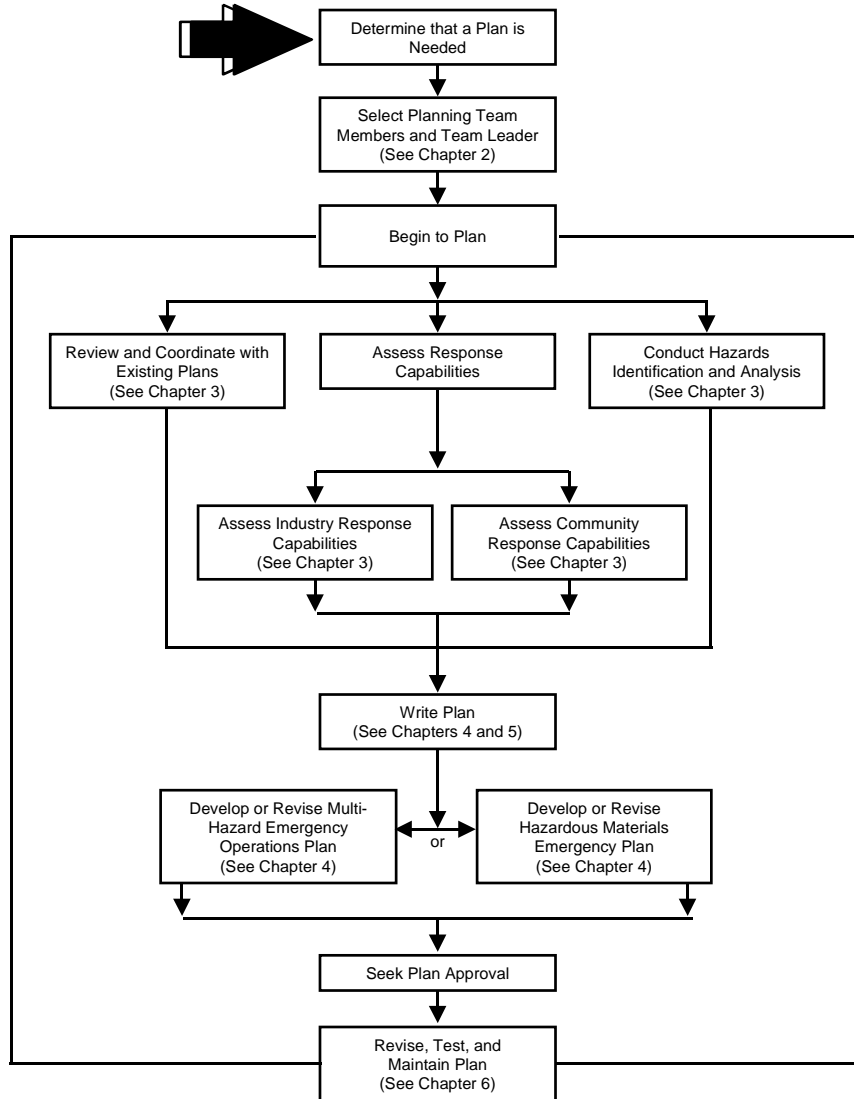 Determine that a Plan is
Needed
Select Planning Team
Members and Team Leader
(See Chapter 2)
Begin to Plan
Review and Coordinate with
Existing Plans
(See Chapter 3)
Assess Response
Capabilities
Conduct Hazards
Identification and Analysis
(See Chapter 3)
Assess Industry Response
Capabilities
(See Chapter 3)
Assess Community
Response Capabilities
(See Chapter 3)
Write Plan
(See Chapters 4 and 5)
Develop or Revise Multi-
Hazard Emergency
Operations Plan
(See Chapter 4)
or
Develop or Revise
Hazardous Materials
Emergency Plan
(See Chapter 4)
Seek Plan Approval
Revise, Test, and
Maintain Plan
(See Chapter 6)